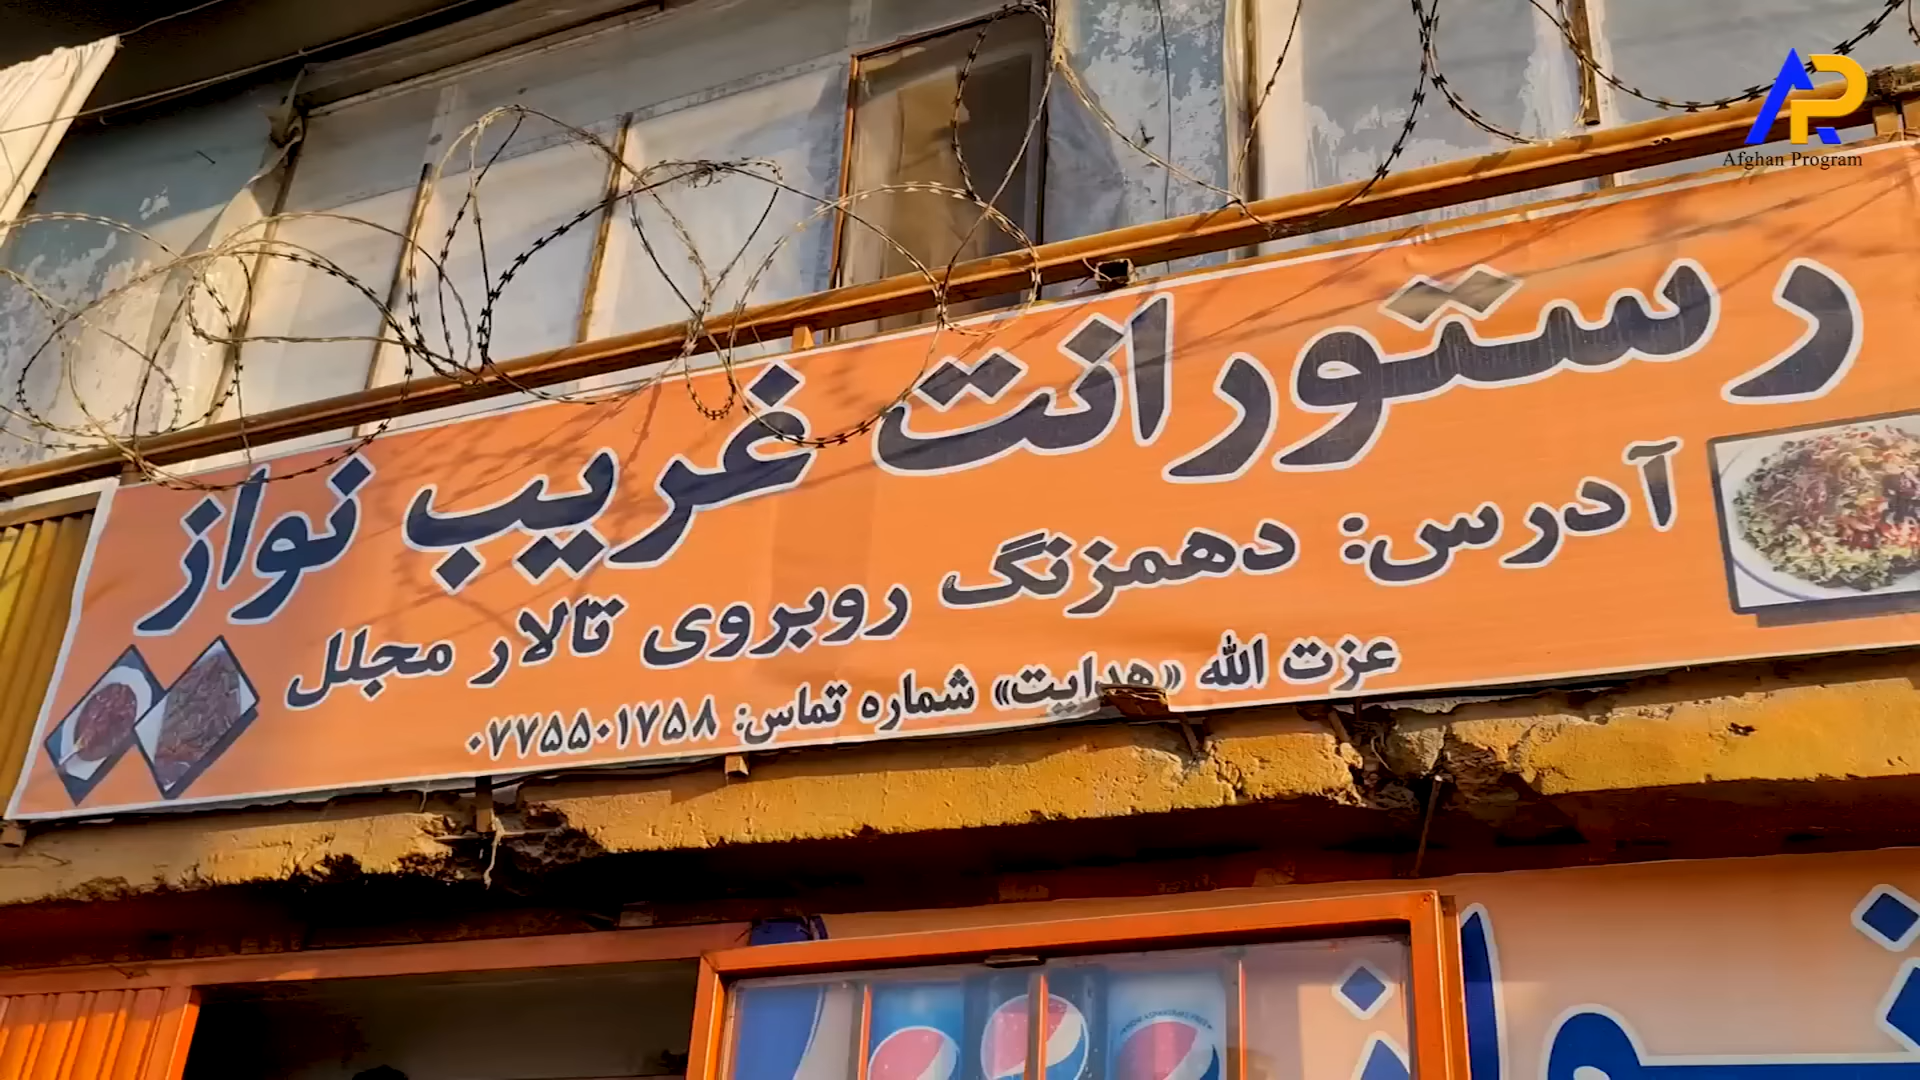 Afghan Program
رستورانت غریب نواز
آدرس: دهمزنگ روبروی تالار مجلل
عزت الله «هدایت» شماره تماس: ۰۷۷۵۵۰۱۷۵۸